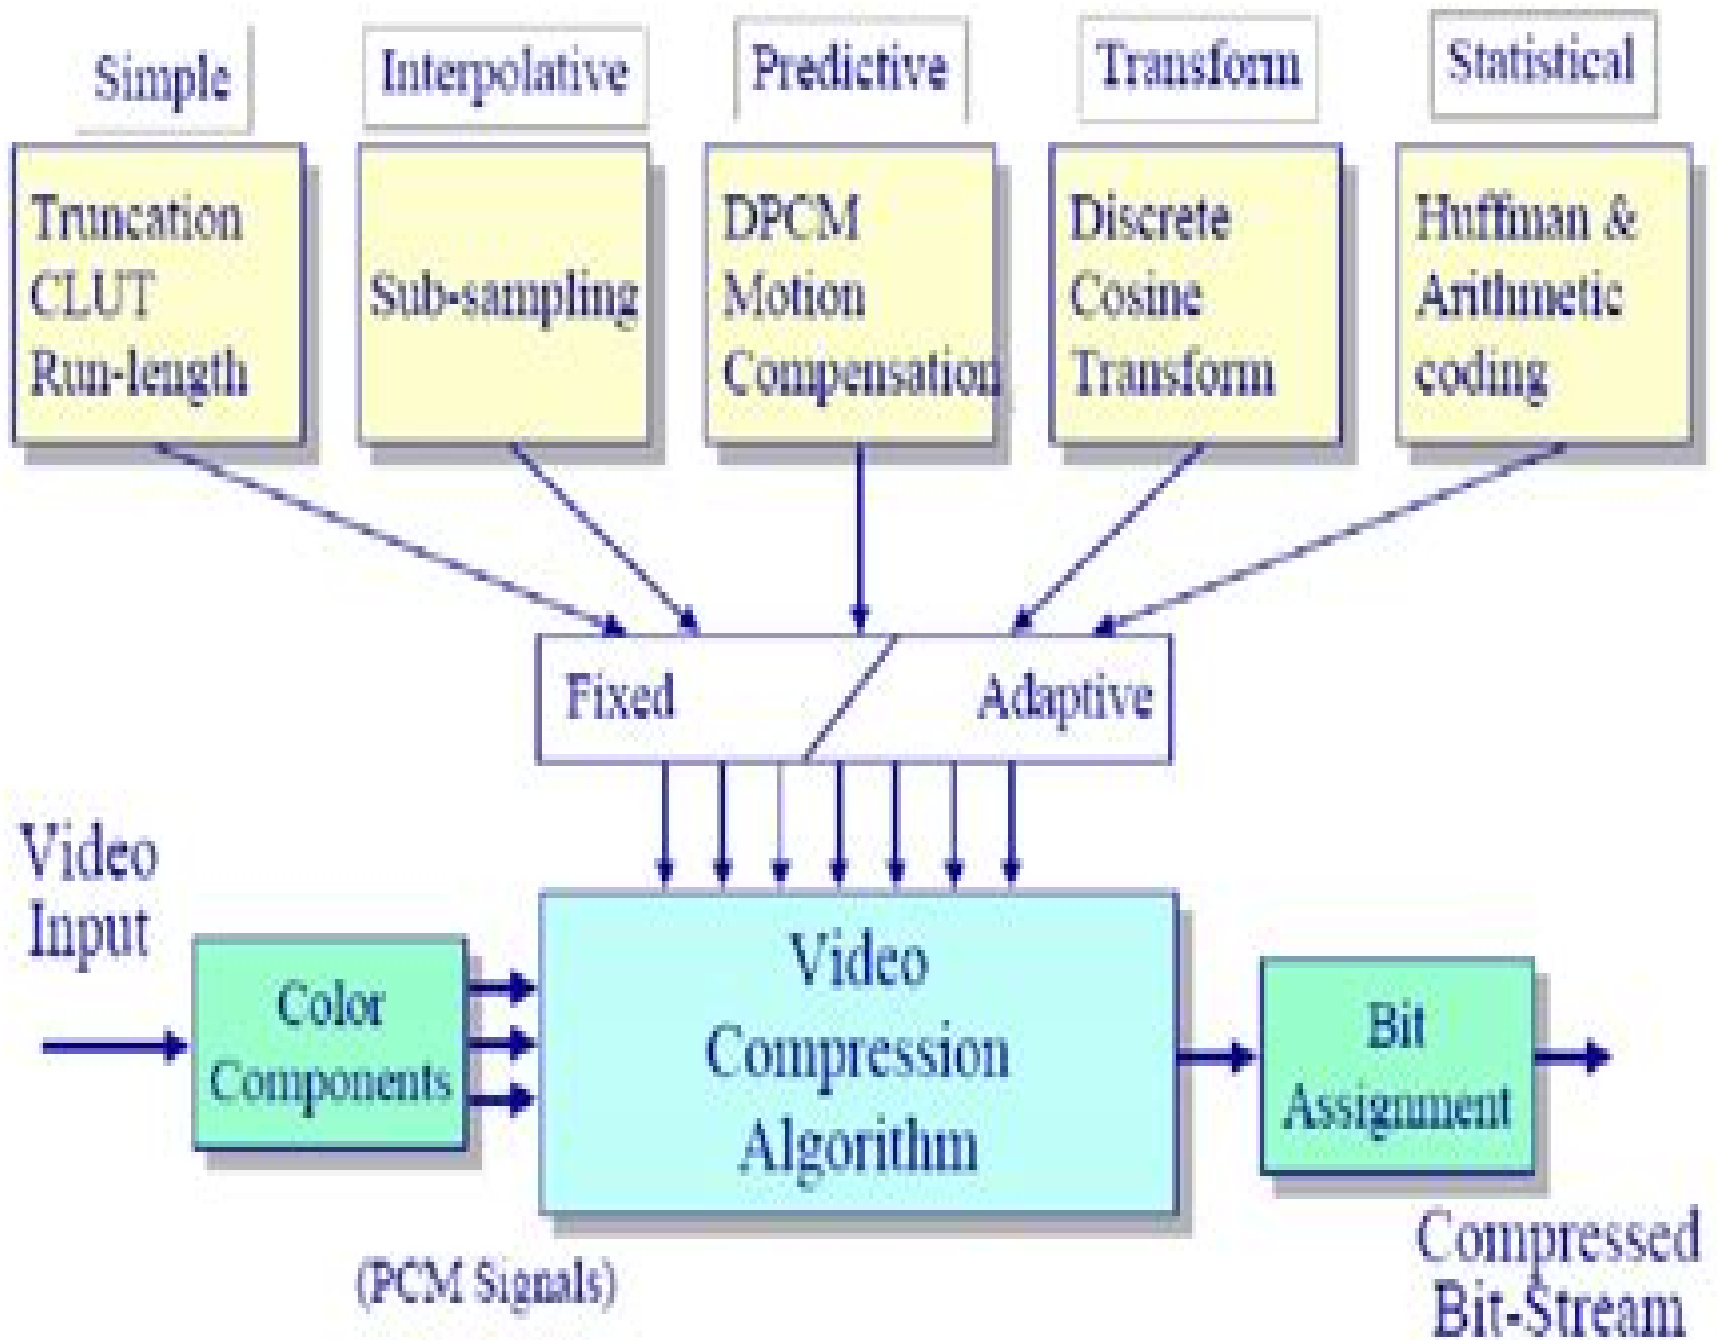 Simple
Interpolative
Predictive
Transform
Statistical
Truncation
CLUT
Run-length
Sub-sampling
DPCM
Motion
Compensation
Discrete
Cosine
Transform
Huffman &
Arithmetic
coding
Fixed
Adaptive
Video
Input
Color
Components
Video
Compression
Algorithm
Bit
Assignment
(PCM Signals)
Compressed
Bit-Stream